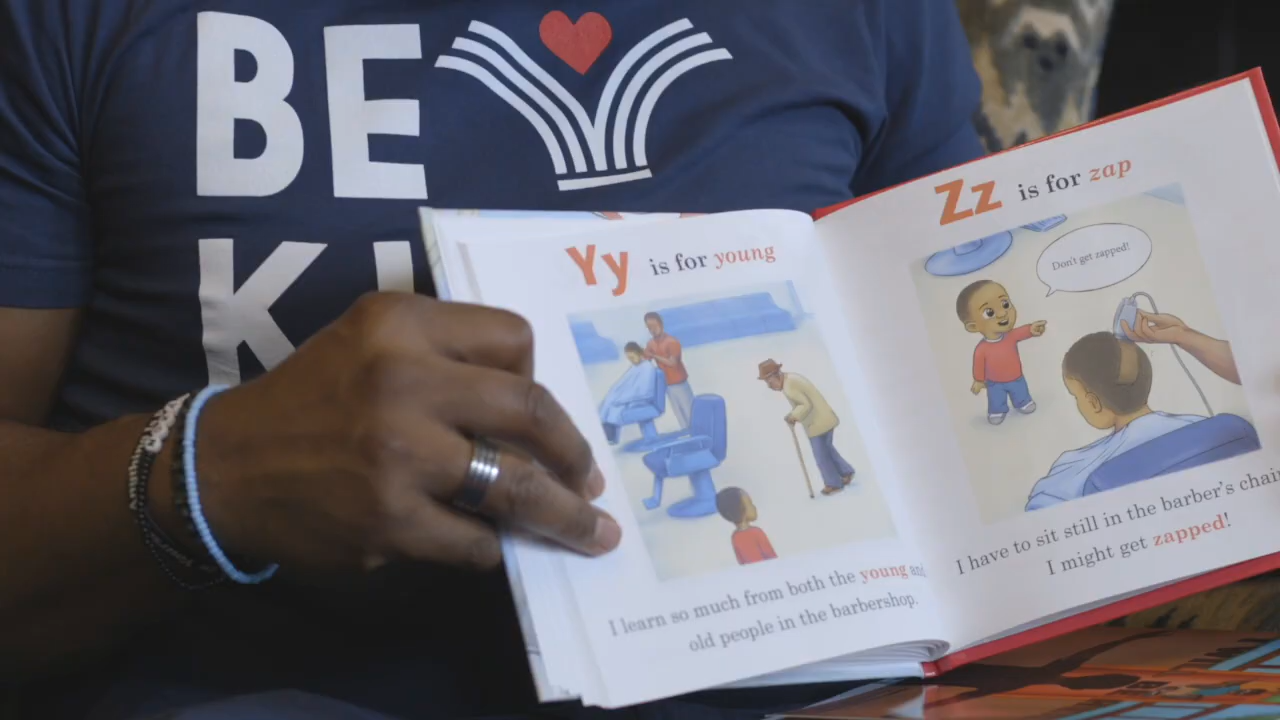 BE
Yy is for young
I learn so much from both the young and
old people in the barbershop.
Zz is for zap
Don't get zapped!
I have to sit still in the barber's chair
I might get zapped!